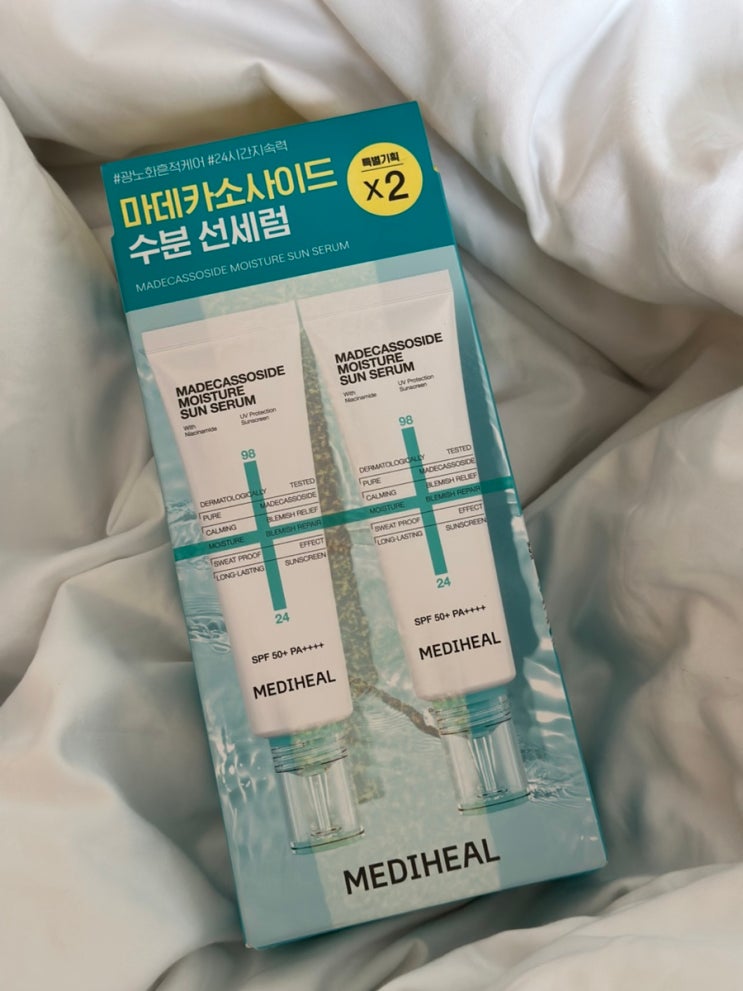 #광노화흔적케어 #24시간지속력
마데카소사이드
수분 선세럼
MADECASSOSIDE MOISTURE SUN SERUM
특별기획
x2
MADECASSOSIDE
MOISTURE
SUN SERUM
With
Niacinamide
UV Protection
Sunscreen
98
DERMATOLOGICALLY TESTED
PURE MADECASSOSIDE
CALMING BLEMISH RELIEF
MOISTURE BLEMISH REPAIR
SWEAT PROOF EFFECT
LONG-LASTING SUNSCREEN
24
SPF 50+ PA++++
MEDIHEAL
MADECASSOSIDE
MOISTURE
SUN SERUM
With
Niacinamide
UV Protection
Sunscreen
98
DERMATOLOGICALLY TESTED
PURE MADECASSOSIDE
CALMING BLEMISH RELIEF
MOISTURE BLEMISH REPAIR
SWEAT PROOF EFFECT
LONG-LASTING SUNSCREEN
24
SPF 50+ PA++++
MEDIHEAL
MEDIHEAL